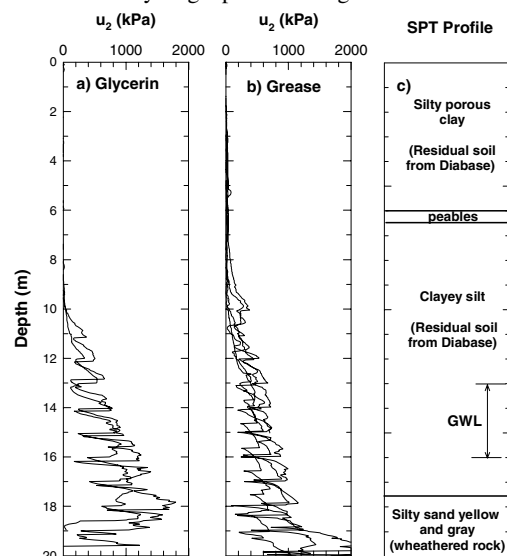 u2 (kPa)
u2 (kPa)
SPT Profile
0 1000 2000
0 1000 2000
0
2
4
6
8
10
12
14
16
18
20
Depth (m)
a) Glycerin
b) Grease
c)
Silty porous
clay
(Residual soil
from Diabase)
peables
Clayey silt
(Residual soil
from Diabase)
GWL
Silty sand yellow
and gray
(wheathered rock)